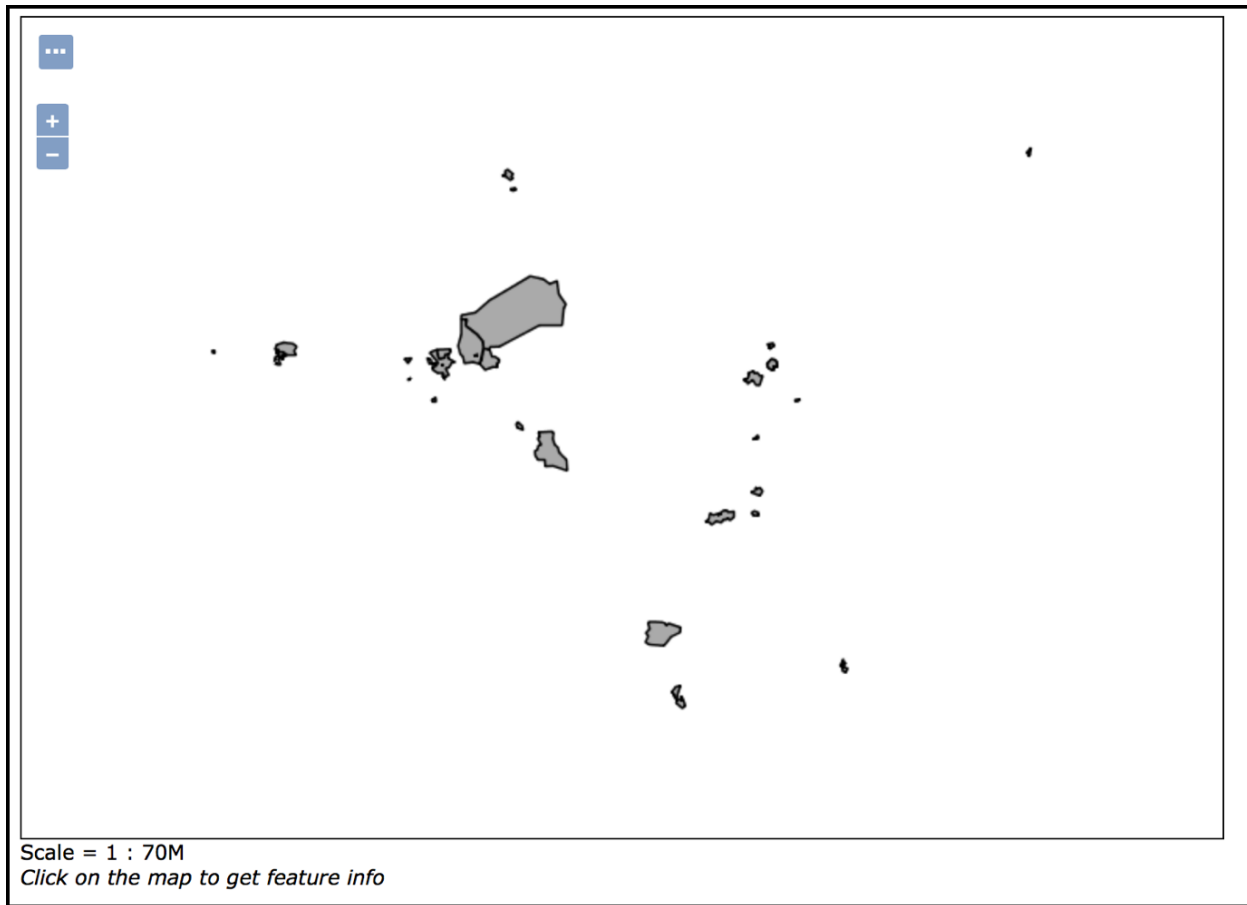 ...
+
−
Scale = 1 : 70M
Click on the map to get feature info